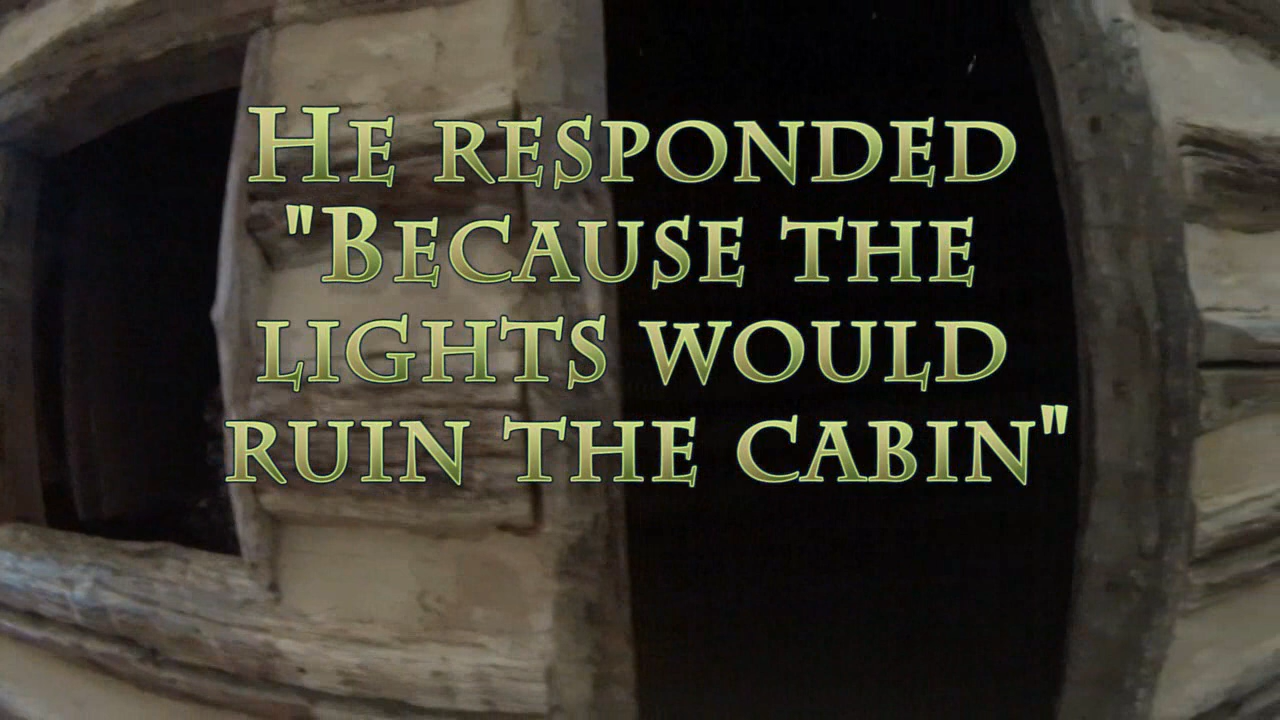 He responded
"Because the
lights would
ruin the cabin"